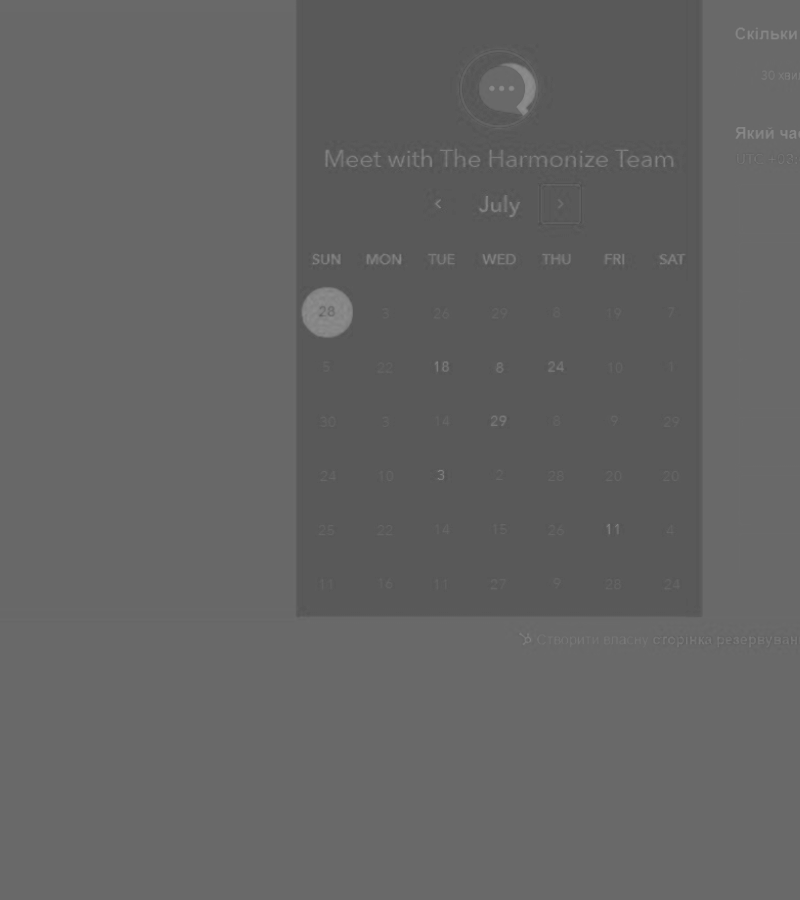 Meet with The Harmonize Team
July
SUN MON TUE WED THU FRI SAT
28 3 26 29 8 19 7
5 22 18 8 24 10 1
30 3 14 29 8 9 29
24 10 3 2 28 20 20
25 22 14 15 26 11 4
11 16 11 27 9 28 24
Скільки
30 хви
Який час
UTC +03:
Створити власну сторінка резервуван